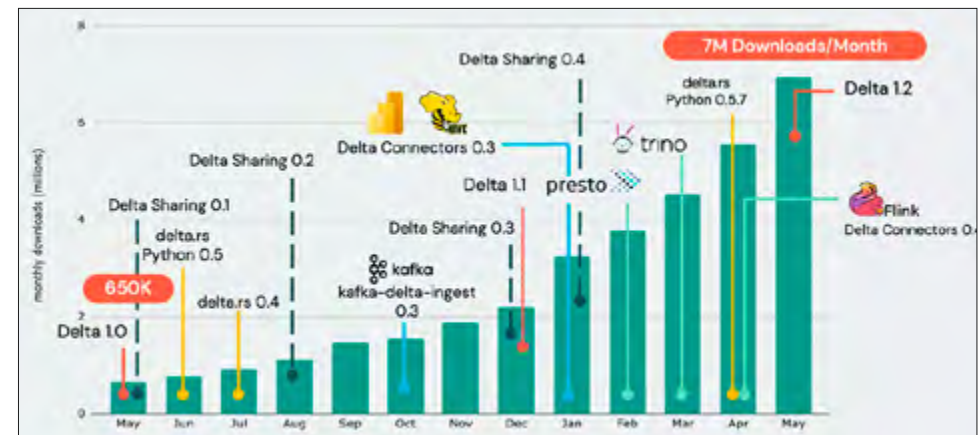 8
7M Downloads/Month
Delta Sharing 0.4
delta.rs
Python 0.5.7
Delta 1.2
6
HIVE
Delta Connectors 0.3
trino
Delta Sharing 0.2
Delta 1.1
presto
4
Delta Sharing 0.1
Flink
Delta Connectors 0.4
Delta Sharing 0.3
delta.rs
Python 0.5
kafka
650K
delta.rs 0.4
kafka-delta-ingest
0.3
2
Delta 1.0
0
May Jun Jul Aug Sep Oct Nov Dec Jan Feb Mar Apr May
monthly downloads (millions)